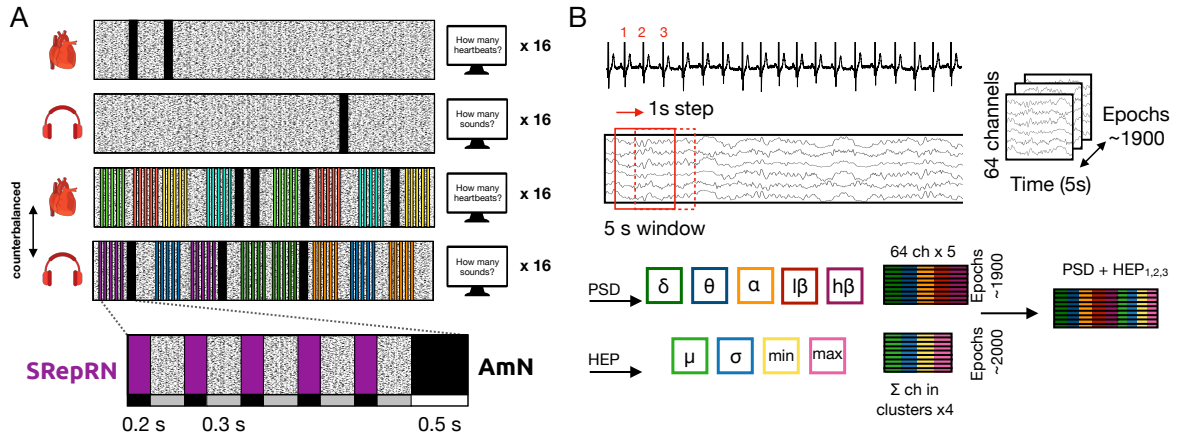 A
How many
heartbeats?
x 16
How many
sounds?
x 16
How many
heartbeats?
x 16
How many
sounds?
x 16
counterbalanced
SRepRN
AmN
0.2 s
0.3 s
0.5 s
B
1 2 3
1s step
5 s window
64 channels
Epochs
~1900
Time (5s)
PSD
δ θ α lβ hβ
64 ch x 5
Epochs
~1900
PSD + HEP1,2,3
HEP
μ σ min max
Σ ch in
clusters x4
Epochs
~2000